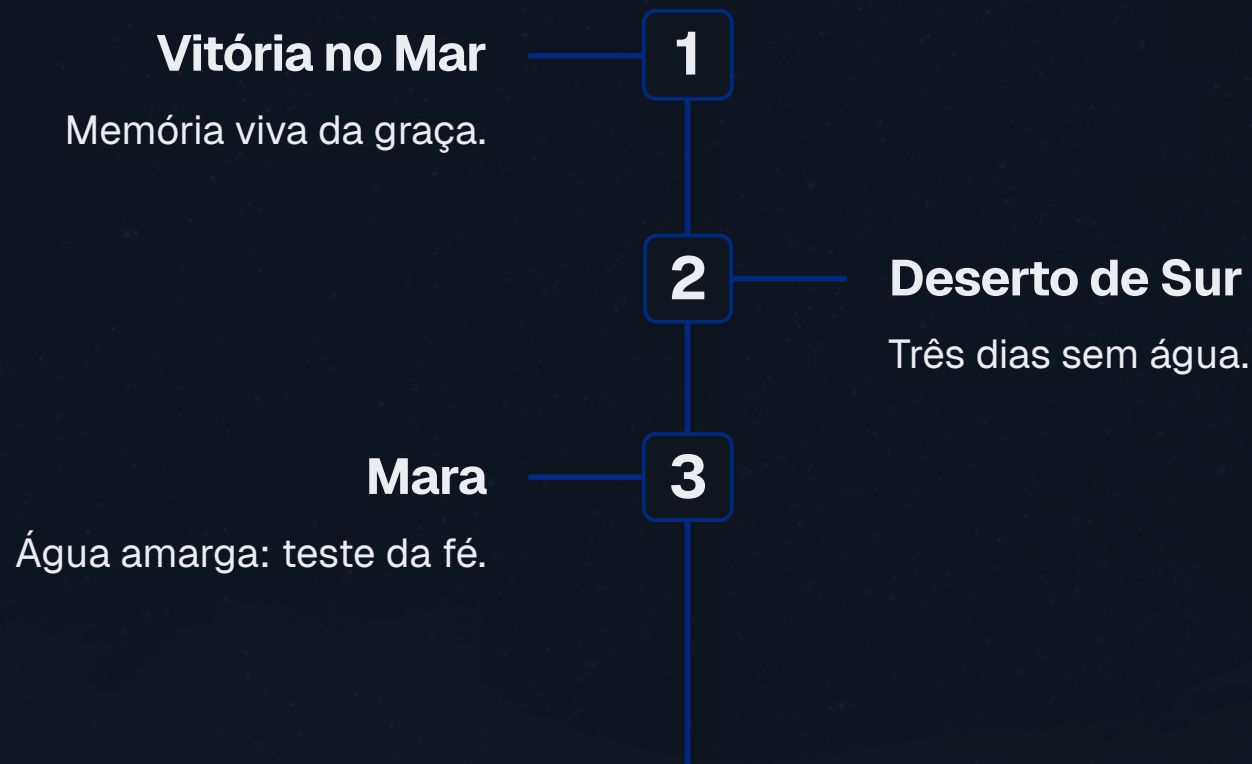 Vitória no Mar
1
Memória viva da graça.
2
Deserto de Sur
Três dias sem água.
Mara
3
Água amarga: teste da fé.